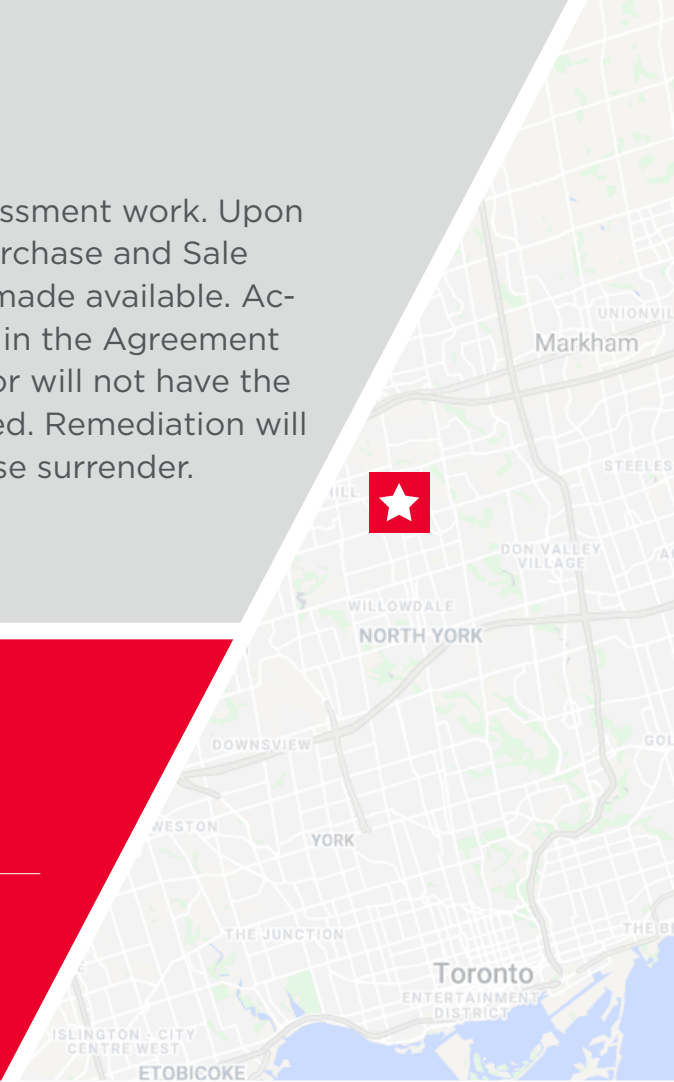 ssment work. Upon
rchase and Sale
made available. Ac-
in the Agreement
or will not have the
ed. Remediation will
se surrender.
UNIONVIL
Markham
STEELES
HILL
DON VALLEY
VILLAGE
WILLOWDALE
NORTH YORK
DOWNSVIEW
GOL
WESTON
YORK
THE JUNCTION
THE BE
Toronto
ENTERTAINMENT
DISTRICT
ISLINGTON - CITY
CENTRE WEST
ETOBICOKE